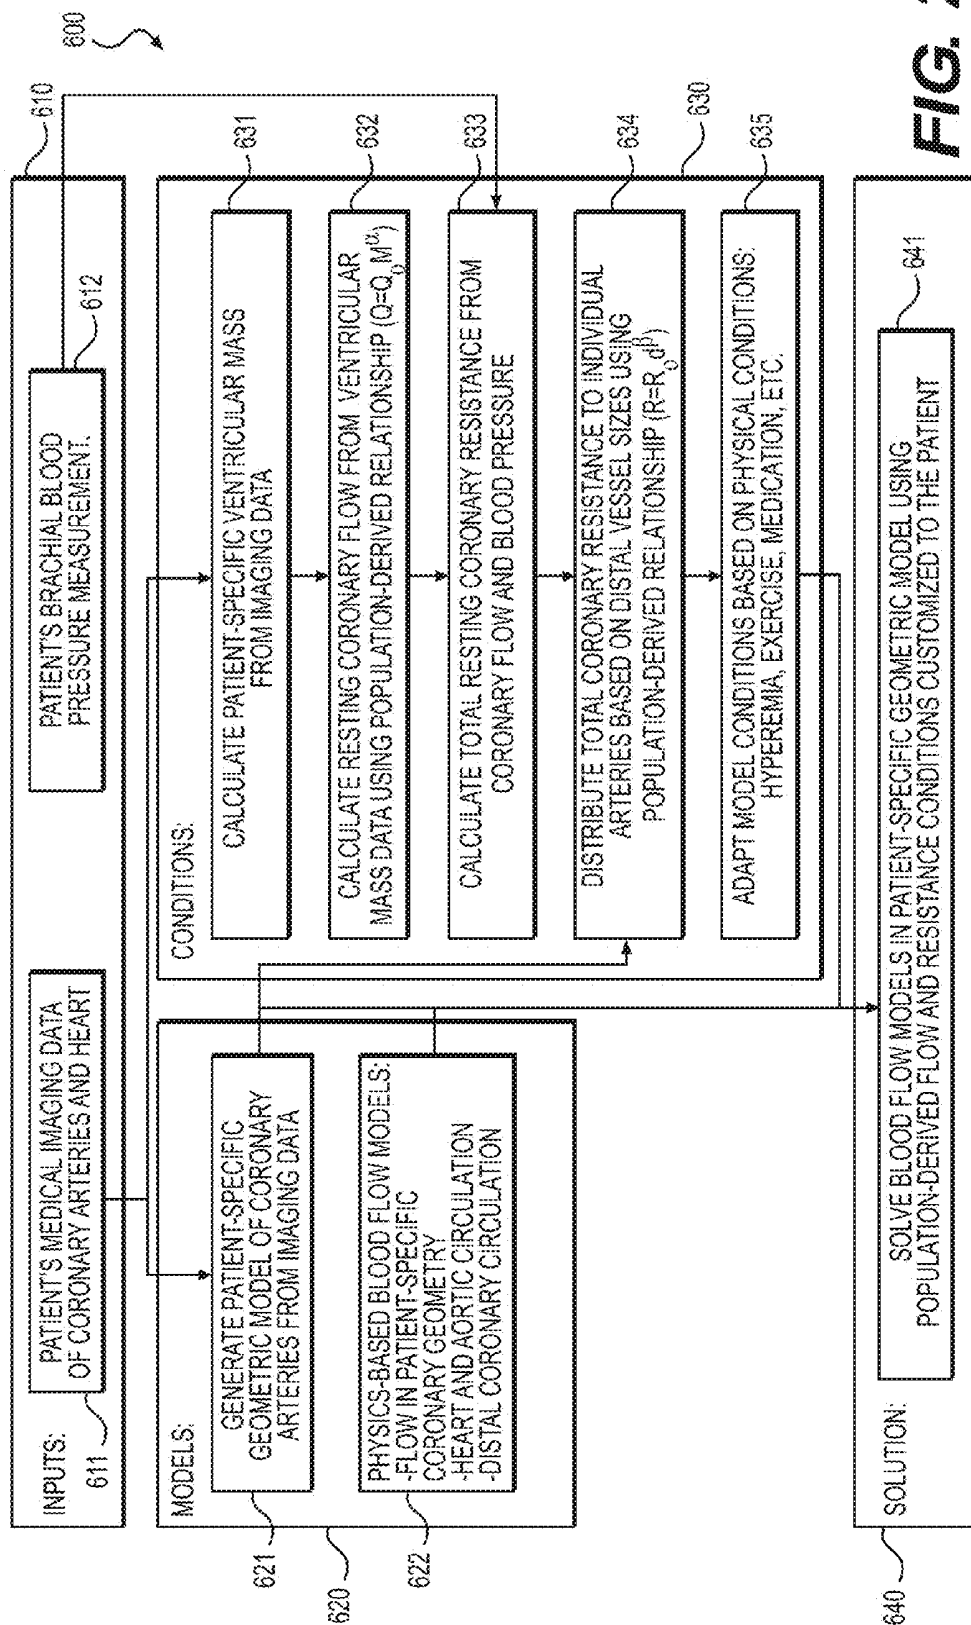 600
610
INPUTS:
PATIENT'S MEDICAL IMAGING DATA
OF CORONARY ARTERIES AND HEART
611
PATIENT'S BRACHIAL BLOOD
PRESSURE MEASUREMENT.
612
MODELS:
GENERATE PATIENT-SPECIFIC
GEOMETRIC MODEL OF CORONARY
ARTERIES FROM IMAGING DATA
621
PHYSICS-BASED BLOOD FLOW MODELS:
-FLOW IN PATIENT-SPECIFIC
CORONARY GEOMETRY
-HEART AND AORTIC CIRCULATION
-DISTAL CORONARY CIRCULATION
622
620
CONDITIONS:
CALCULATE PATIENT-SPECIFIC VENTRICULAR MASS
FROM IMAGING DATA
631
CALCULATE RESTING CORONARY FLOW FROM VENTRICULAR
MASS DATA USING POPULATION-DERIVED RELATIONSHIP (Q=Q₀M^α)
632
CALCULATE TOTAL RESTING CORONARY RESISTANCE FROM
CORONARY FLOW AND BLOOD PRESSURE
633
DISTRIBUTE TOTAL CORONARY RESISTANCE TO INDIVIDUAL
ARTERIES BASED ON DISTAL VESSEL SIZES USING
POPULATION-DERIVED RELATIONSHIP (R=R₀d^β)
634
630
ADAPT MODEL CONDITIONS BASED ON PHYSICAL CONDITIONS:
HYPEREMIA, EXERCISE, MEDICATION, ETC.
635
SOLUTION:
640
SOLVE BLOOD FLOW MODELS IN PATIENT-SPECIFIC GEOMETRIC MODEL USING
POPULATION-DERIVED FLOW AND RESISTANCE CONDITIONS CUSTOMIZED TO THE PATIENT
641
FIG.